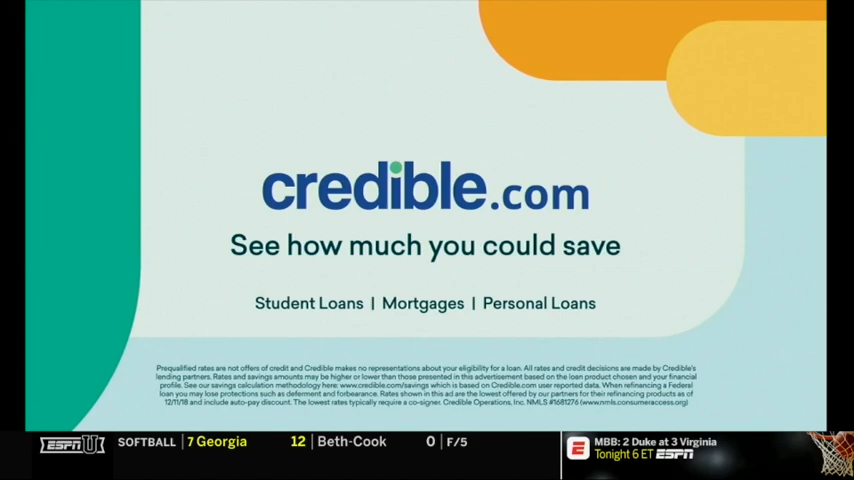 credible.com
See how much you could save
Student Loans | Mortgages | Personal Loans
Prequalified rates are not offers of credit and Credible makes no representations about your eligibility for a loan. All rates and credit decisions are made by Credible's
lending partners. Rates and savings amounts may be higher or lower than those presented in this advertisement based on the loan product chosen and your financial
profile. See our savings calculation methodology here: www.credible.com/savings which is based on Credible.com user reported data. When refinancing a Federal
loan you may lose protections such as deferment and forbearance. Rates shown in this ad are the lowest offered by our partners for their refinancing products as of
12/11/18 and include auto-pay discount. The lowest rates typically require a co-signer. Credible Operations, Inc. NMLS #1681276 (www.nmls.consumeraccess.org)
ESPNU SOFTBALL | 7 Georgia 12 | Beth-Cook 0 | F/5
E MBB: 2 Duke at 3 Virginia
Tonight 6 ET ESPN